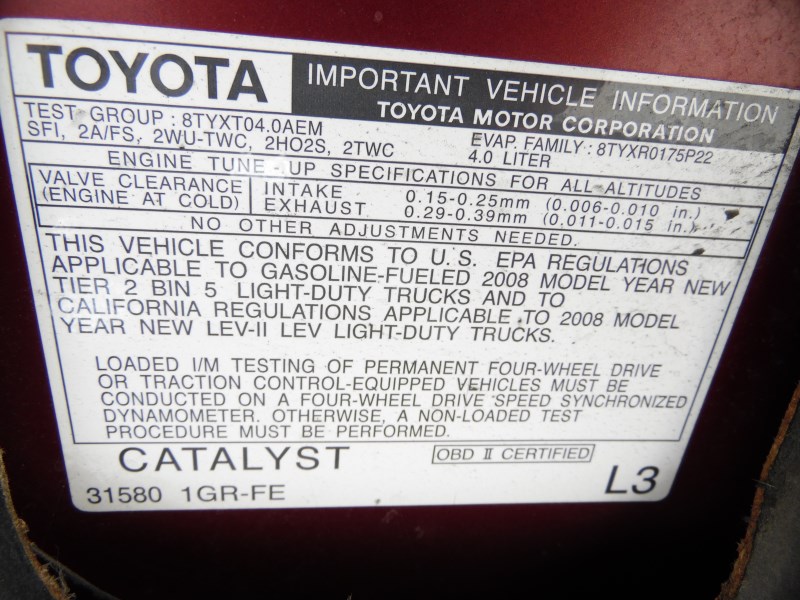 TOYOTA
IMPORTANT VEHICLE INFORMATION
TOYOTA MOTOR CORPORATION
TEST GROUP : 8TYXT04.0AEM
EVAP. FAMILY : 8TYXR0175P22
SFI, 2A/FS, 2WU-TWC, 2HO2S, 2TWC
4.0 LITER
ENGINE TUNE-UP SPECIFICATIONS FOR ALL ALTITUDES
VALVE CLEARANCE
(ENGINE AT COLD)
INTAKE 0.15-0.25mm (0.006-0.010 in.)
EXHAUST 0.29-0.39mm (0.011-0.015 in.)
NO OTHER ADJUSTMENTS NEEDED.
THIS VEHICLE CONFORMS TO U.S. EPA REGULATIONS
APPLICABLE TO GASOLINE-FUELED 2008 MODEL YEAR NEW
TIER 2 BIN 5 LIGHT-DUTY TRUCKS AND TO
CALIFORNIA REGULATIONS APPLICABLE TO 2008 MODEL
YEAR NEW LEV-II LEV LIGHT-DUTY TRUCKS.
LOADED I/M TESTING OF PERMANENT FOUR-WHEEL DRIVE
OR TRACTION CONTROL-EQUIPPED VEHICLES MUST BE
CONDUCTED ON A FOUR-WHEEL DRIVE SPEED SYNCHRONIZED
DYNAMOMETER. OTHERWISE, A NON-LOADED TEST
PROCEDURE MUST BE PERFORMED.
CATALYST
OBD II CERTIFIED
31580 1GR-FE
L3